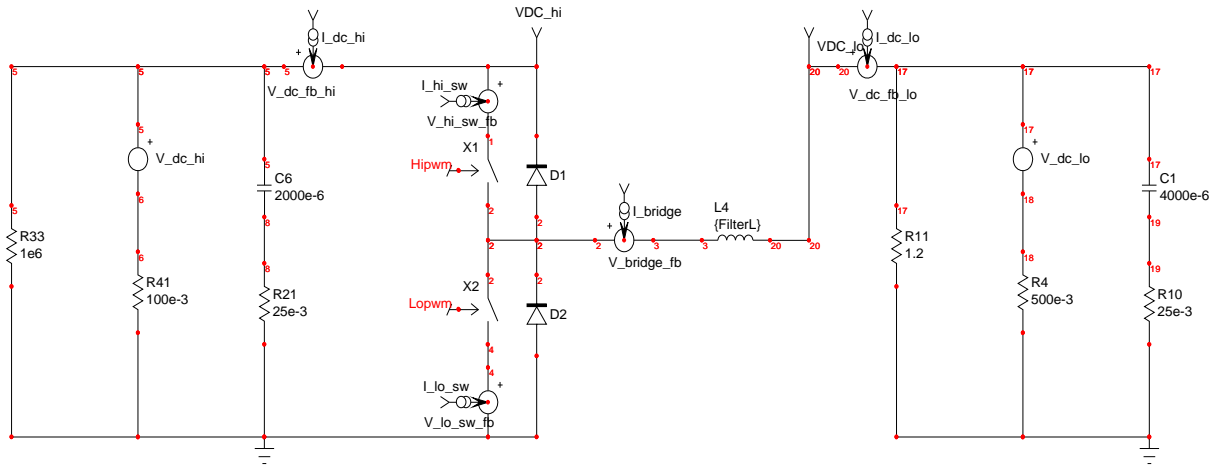 VDC_hi
I_dc_hi
I_dc_lo
VDC_lo
5
5
5
5
+
20
20
+
17
17
17
V_dc_fb_hi
V_dc_fb_lo
I_hi_sw
+
V_hi_sw_fb
5
+
V_dc_hi
5
1
X1
Hipwm
D1
17
+
V_dc_lo
17
C6
2000e-6
C1
4000e-6
6
8
2
2
18
19
5
R33
1e6
I_bridge
L4
{FilterL}
17
R11
1.2
2
2
2
+
3
3
20
20
V_bridge_fb
6
8
2
2
18
19
R41
100e-3
R21
25e-3
X2
Lopwm
D2
R4
500e-3
R10
25e-3
4
4
I_lo_sw
+
V_lo_sw_fb